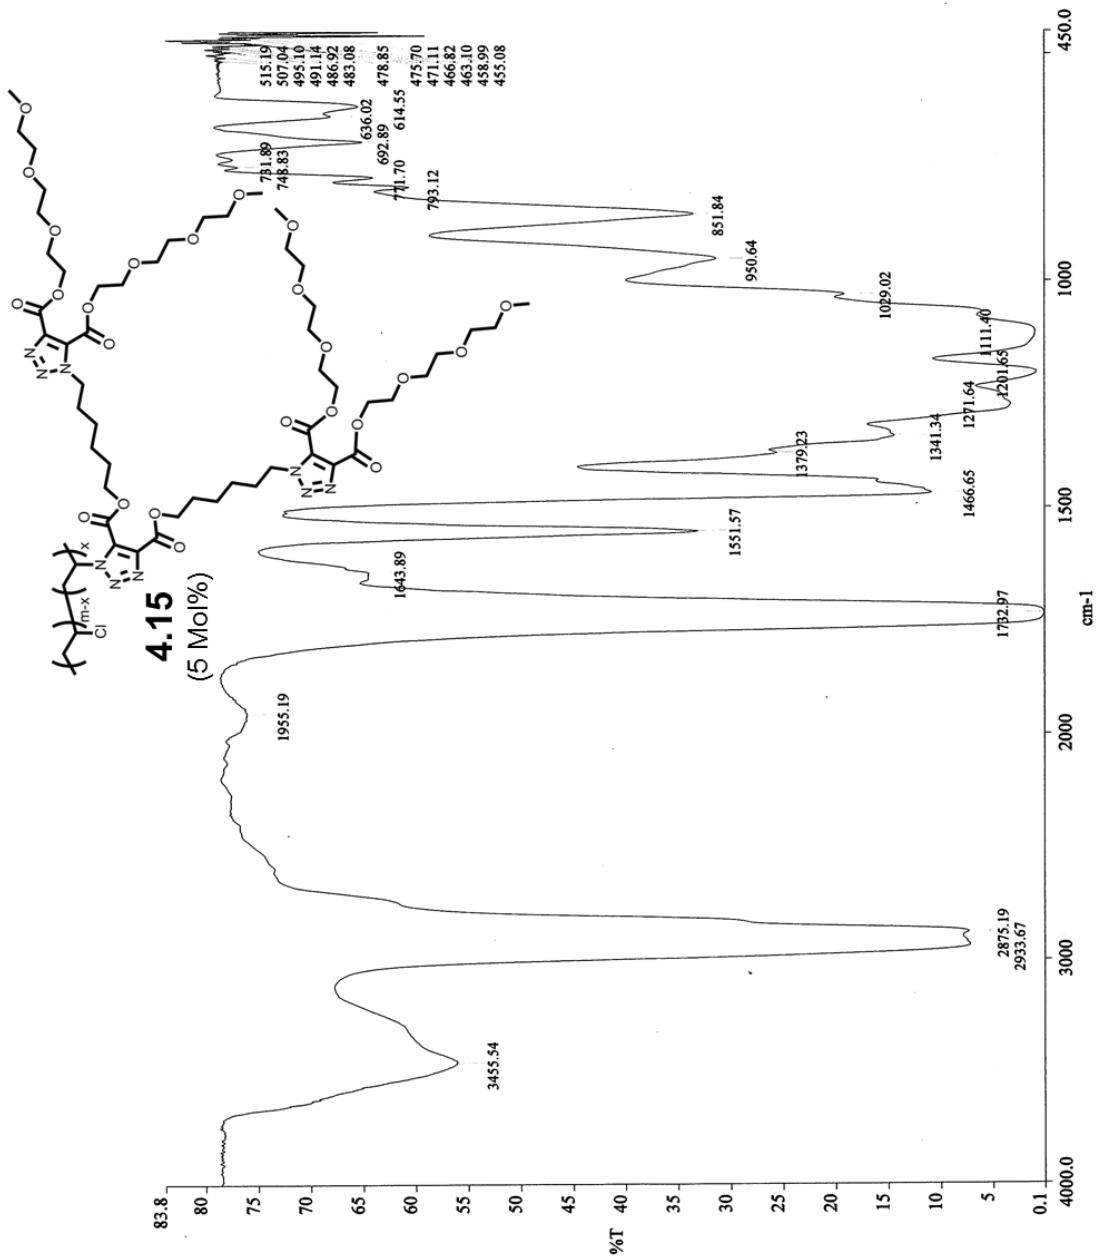 4.15
(5 Mol%)
Cl
m-x
x
N
N
N
O
O
O
O
N
N
N
O
O
O
O
O
O
O
O
O
O
N
N
N
O
O
O
O
O
O
O
O
O
O
83.8
80
75
70
65
60
55
50
45
40
35
30
25
20
15
10
5
0.1
%T
4000.0
3000
2000
1500
1000
450.0
cm-1
3455.54
2875.19
2933.67
1955.19
1732.97
1643.89
1551.57
1466.65
1379.23
1341.34
1271.64
1201.65
1111.40
1029.02
950.64
851.84
793.12
771.70
748.83
731.89
692.89
636.02
614.55
515.19
507.04
495.10
491.14
486.92
483.08
478.85
475.70
471.11
466.82
463.10
458.99
455.08